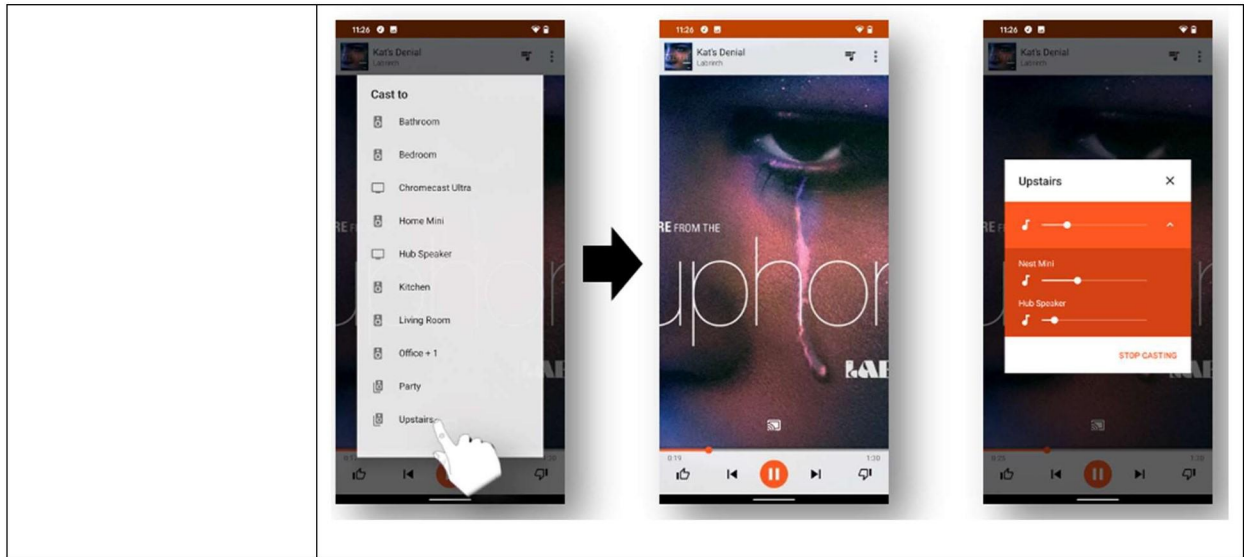 11:26
Kat's Denial
Labrinth
Cast to
Bathroom
Bedroom
Chromecast Ultra
Home Mini
Hub Speaker
Kitchen
Living Room
Office + 1
Party
Upstairs
11:26
Kat's Denial
Labrinth
RE FROM THE
uphor
LAB
0:19
1:30
11:26
Kat's Denial
Labrinth
Upstairs
Nest Mini
Hub Speaker
STOP CASTING